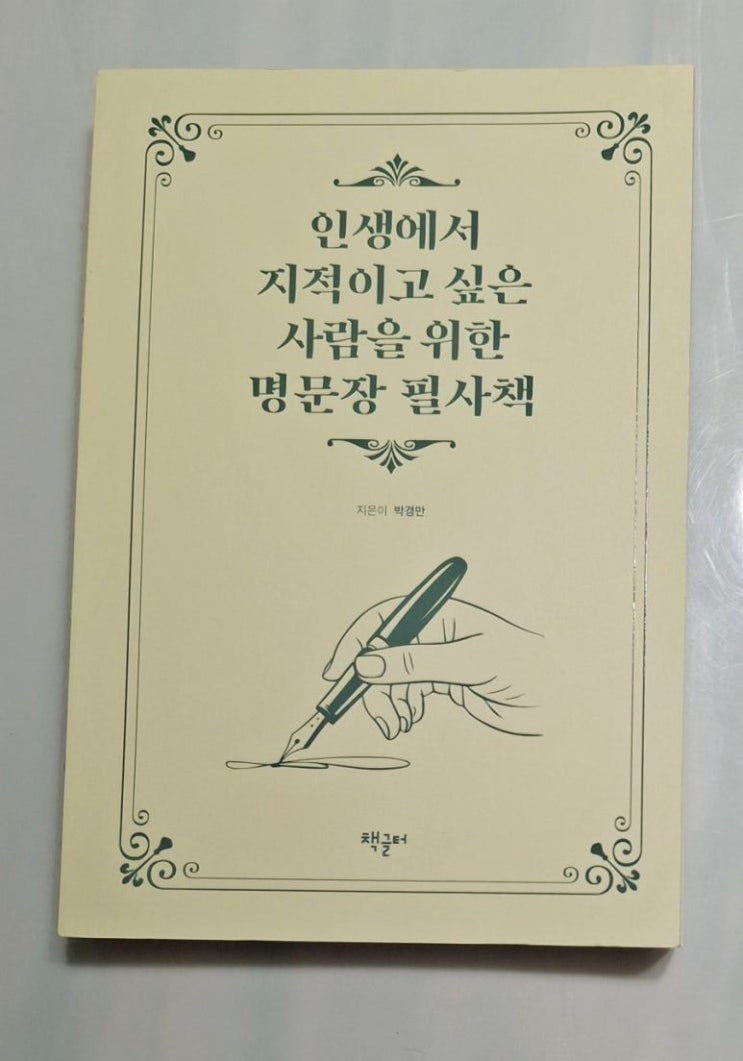 인생에서
지적이고 싶은
사람을 위한
명문장 필사책
지은이 박경만
책글터